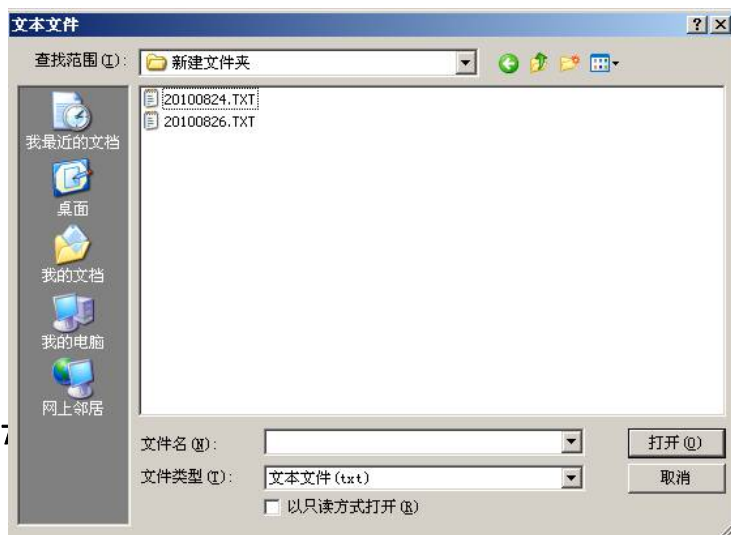 文本文件
查找范围(I):
新建文件夹
20100824.TXT
20100826.TXT
我最近的文档
桌面
我的文档
我的电脑
网上邻居
文件名(N):
打开(O)
文件类型(T):
文本文件(txt)
取消
以只读方式打开(R)